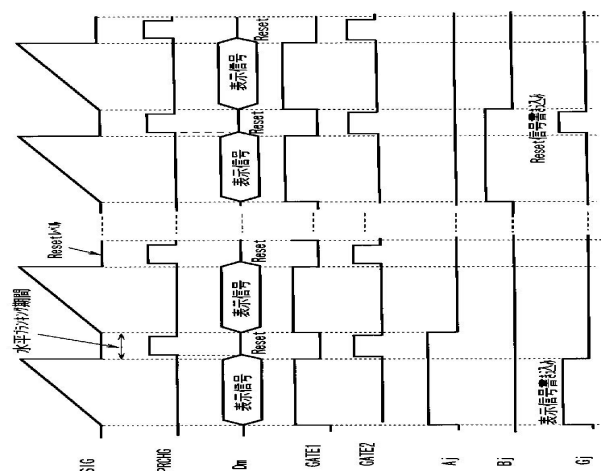 Resetレベル
水平ブランキング期間
SIG
PRCHG
Dm
表示信号
Reset
表示信号
Reset
表示信号
Reset
表示信号
Reset
GATE1
GATE2
Aj
Bj
Gj
表示信号書き込み
Reset信号書き込み